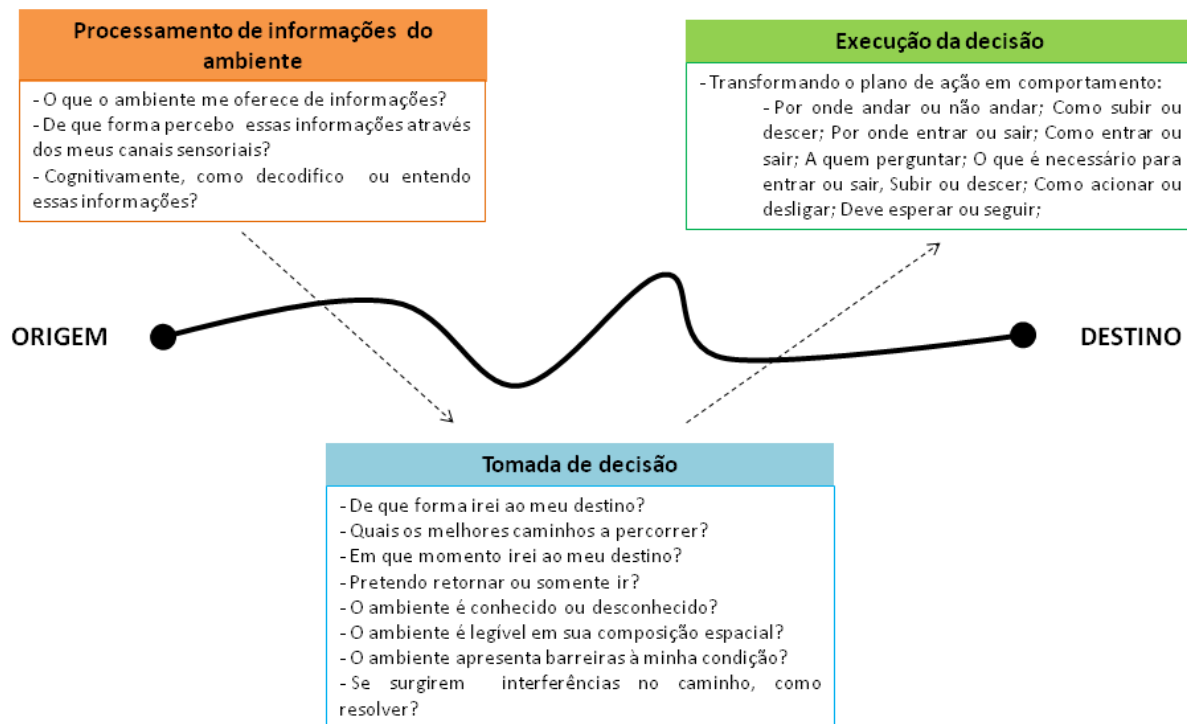 Processamento de informações do
ambiente
- O que o ambiente me oferece de informações?
- De que forma percebo essas informações através
dos meus canais sensoriais?
- Cognitivamente, como decodifico ou entendo
essas informações?
Execução da decisão
- Transformando o plano de ação em comportamento:
- Por onde andar ou não andar; Como subir ou
descer; Por onde entrar ou sair; Como entrar ou
sair; A quem perguntar; O que é necessário para
entrar ou sair, Subir ou descer; Como acionar ou
desligar; Deve esperar ou seguir;
ORIGEM
DESTINO
Tomada de decisão
- De que forma irei ao meu destino?
- Quais os melhores caminhos a percorrer?
- Em que momento irei ao meu destino?
- Pretendo retornar ou somente ir?
- O ambiente é conhecido ou desconhecido?
- O ambiente é legível em sua composição espacial?
- O ambiente apresenta barreiras à minha condição?
- Se surgirem interferências no caminho, como
resolver?